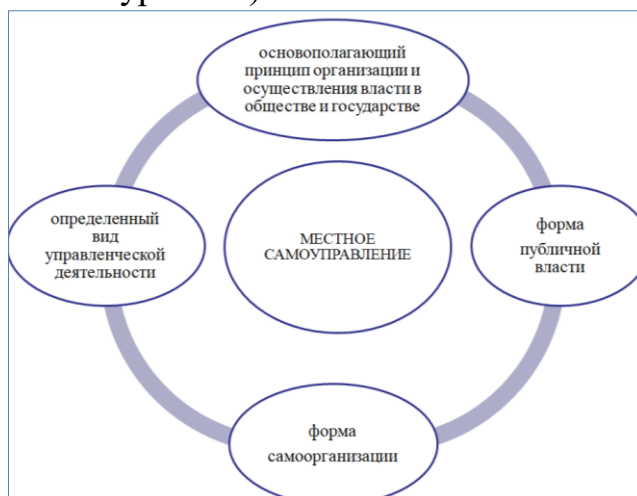 основополагающий
принцип организации и
осуществления власти в
обществе и государстве
определенный
вид
управленческой
деятельности
МЕСТНОЕ
САМОУПРАВЛЕНИЕ
форма
публичной
власти
форма
самоорганизации